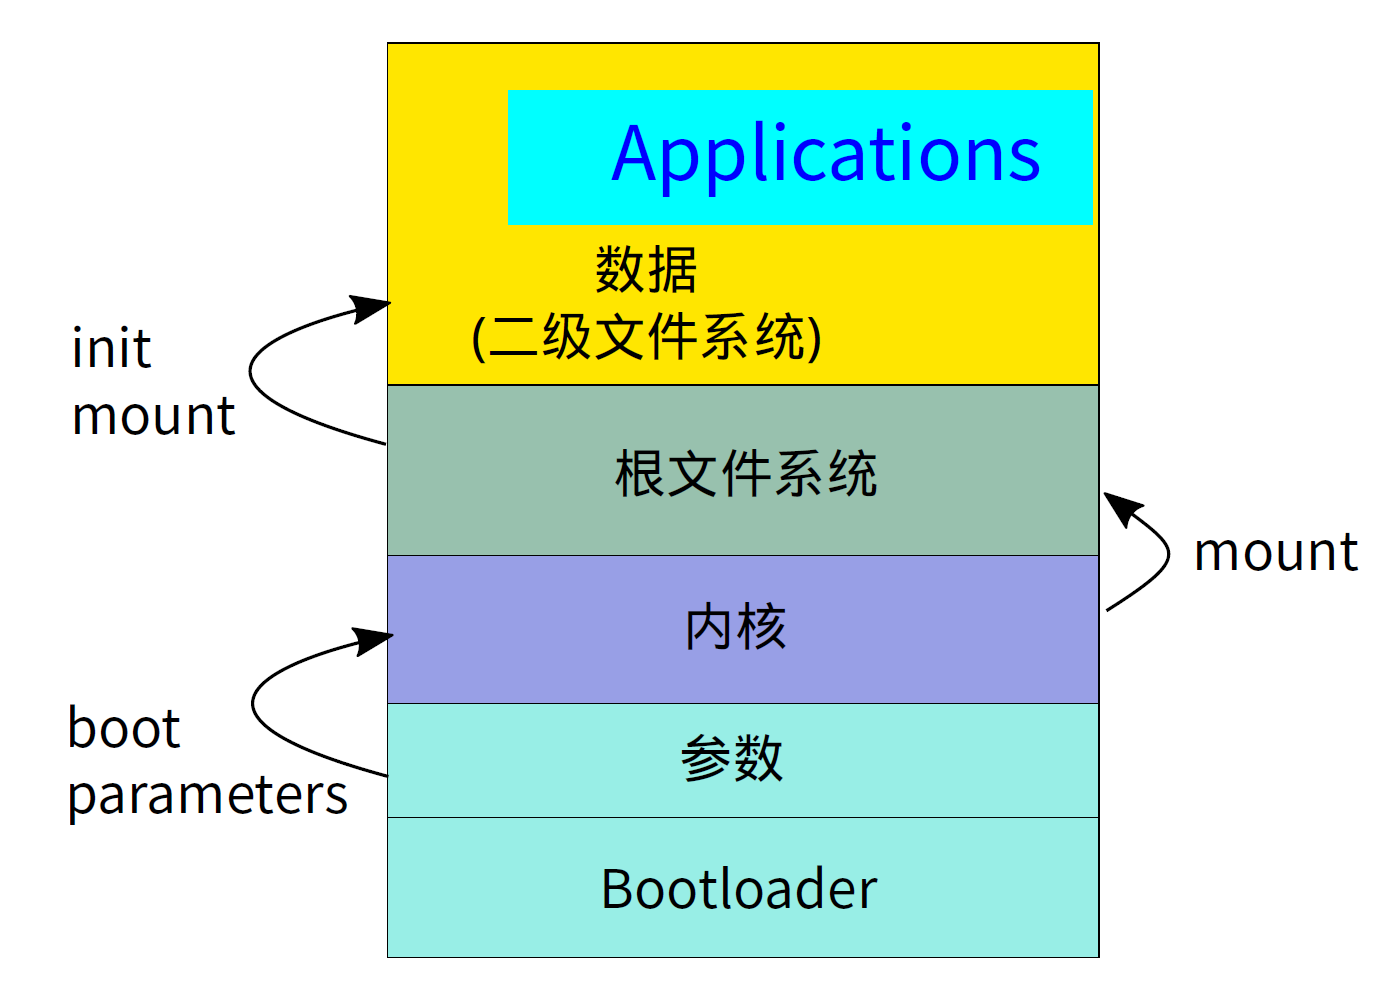 Applications
数据
(二级文件系统)
init
mount
根文件系统
mount
内核
boot
parameters
参数
Bootloader